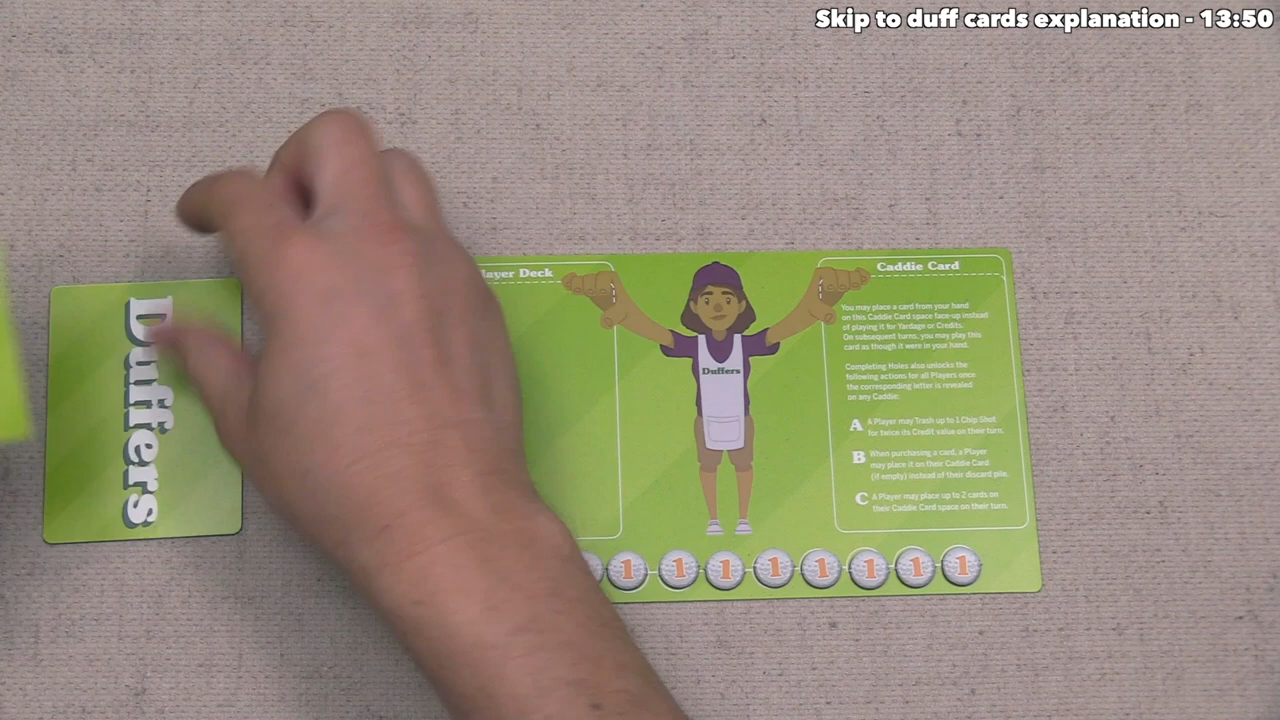 Skip to duff cards explanation - 13:50
Duffers
layer Deck
Duffers
Caddie Card
You may place a card from your hand
on this Caddie Card space face-up instead
of playing it for Yardage or Credits.
On subsequent turns, you may play this
card as though it were in your hand.
Completing Holes also unlocks the
following actions for all Players once
the corresponding letter is revealed
on any Caddie:
A A Player may Trash up to 1 Chip Shot
for twice its Credit value on their turn.
B When purchasing a card, a Player
may place it on their Caddie Card
(if empty) instead of their discard pile.
C A Player may place up to 2 cards on
their Caddie Card space on their turn.
1 1 1 1 1 1 1 1